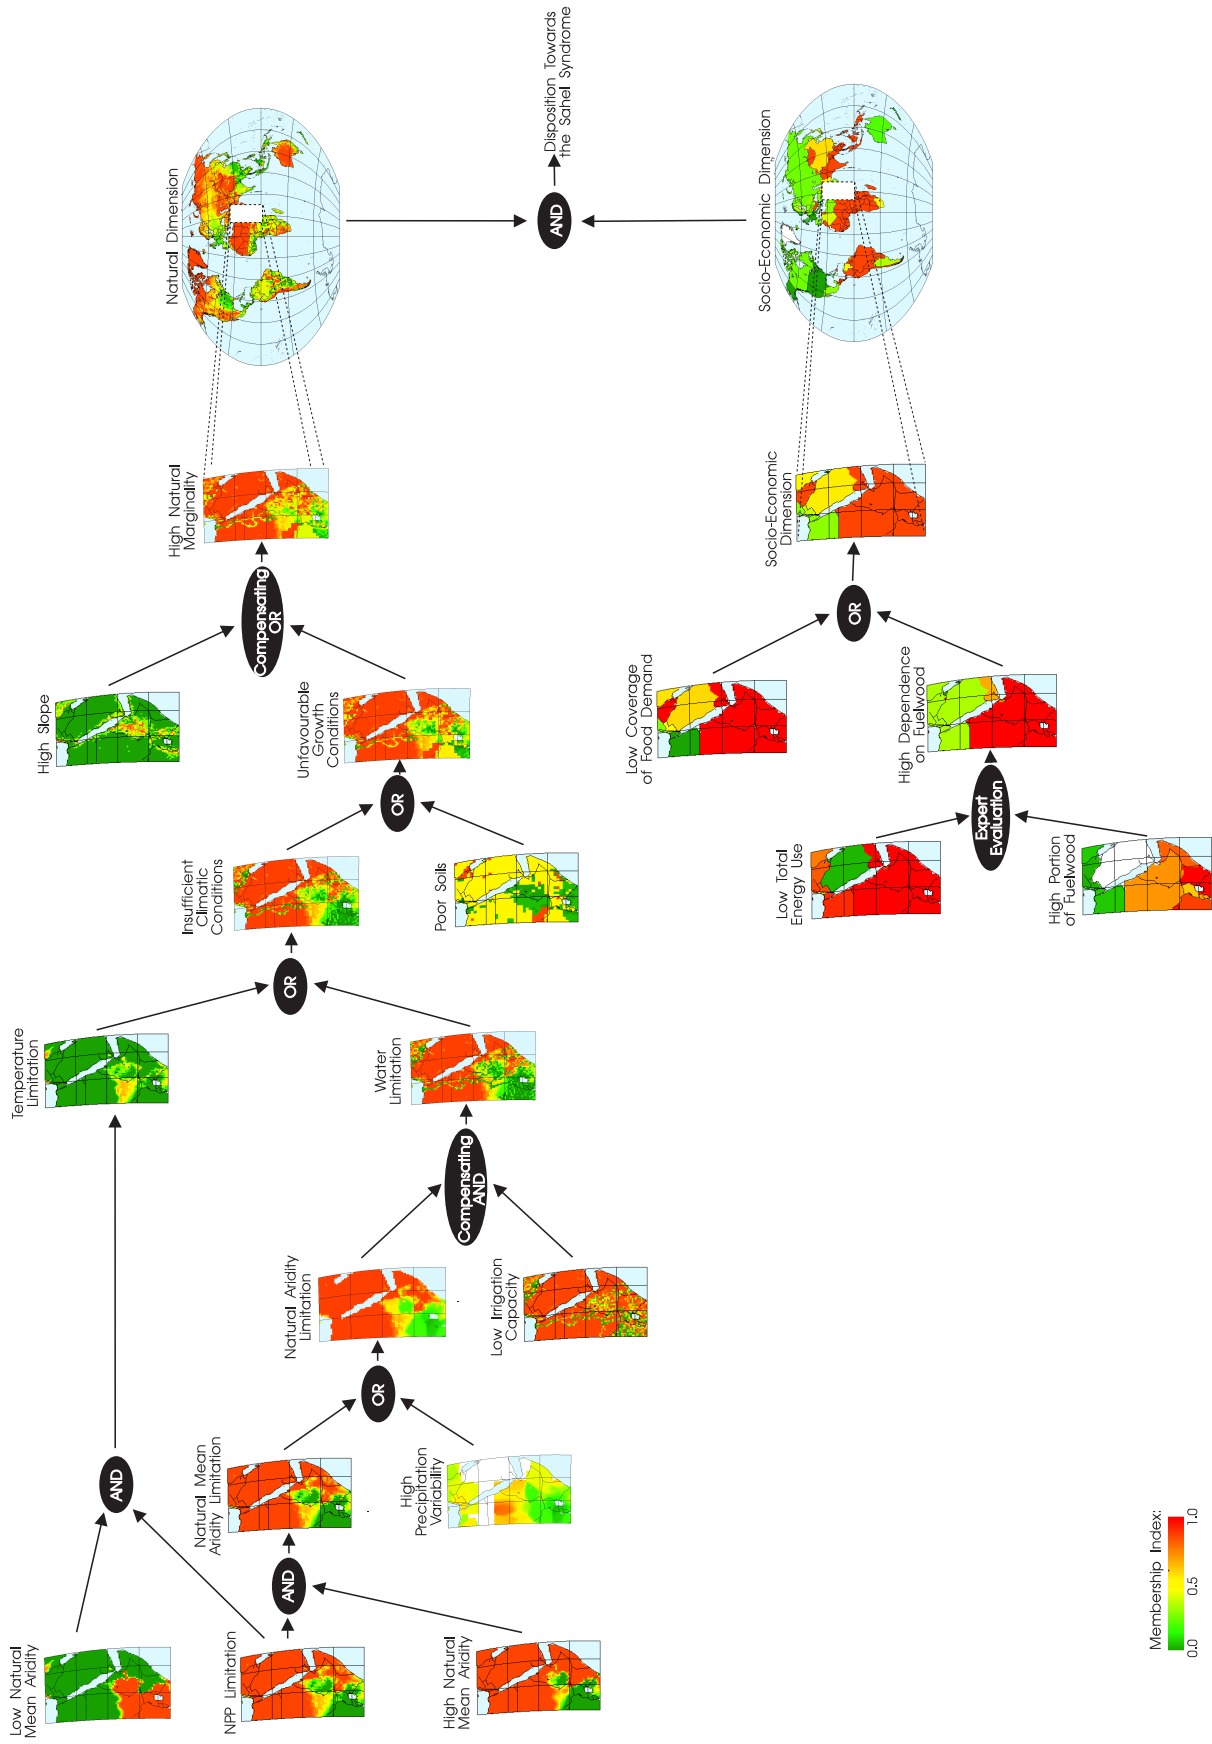 Low Natural
Mean Aridity
NPP Limitation
High Natural
Mean Aridity
AND
AND
Natural Mean
Aridity Limitation
High
Precipitation
Variability
OR
Natural Aridity
Limitation
Low Irrigation
Capacity
Compensating
AND
Temperature
Limitation
Water
Limitation
OR
Insufficient
Climatic
Conditions
Poor Soils
OR
High Slope
Unfavourable
Growth
Conditions
Compensating
OR
High Natural
Marginality
Natural Dimension
Low Total
Energy Use
High Portion
of Fuelwood
Expert
Evaluation
Low Coverage
of Food Demand
High Dependence
on Fuelwood
OR
Socio-Economic
Dimension
Socio-Economic Dimension
AND
Disposition Towards
the Sahel Syndrome
Membership Index:
0.0
0.5
1.0